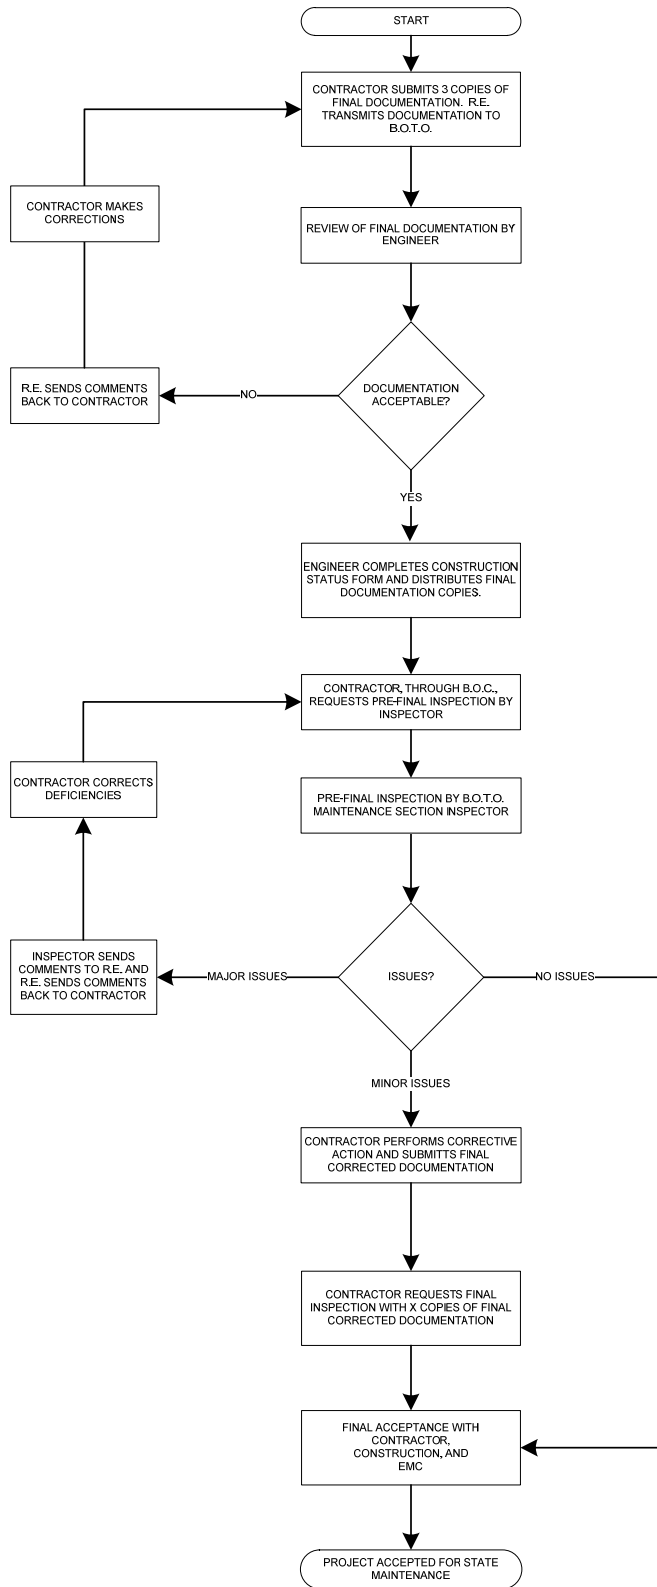 START
CONTRACTOR SUBMITS 3 COPIES OF
FINAL DOCUMENTATION. R.E.
TRANSMITS DOCUMENTATION TO
B.O.T.O.
CONTRACTOR MAKES
CORRECTIONS
REVIEW OF FINAL DOCUMENTATION BY
ENGINEER
R.E. SENDS COMMENTS
BACK TO CONTRACTOR
NO
DOCUMENTATION
ACCEPTABLE?
YES
ENGINEER COMPLETES CONSTRUCTION
STATUS FORM AND DISTRIBUTES FINAL
DOCUMENTATION COPIES.
CONTRACTOR, THROUGH B.O.C.,
REQUESTS PRE-FINAL INSPECTION BY
INSPECTOR
CONTRACTOR CORRECTS
DEFICIENCIES
PRE-FINAL INSPECTION BY B.O.T.O.
MAINTENANCE SECTION INSPECTOR
INSPECTOR SENDS
COMMENTS TO R.E. AND
R.E. SENDS COMMENTS
BACK TO CONTRACTOR
MAJOR ISSUES
ISSUES?
NO ISSUES
MINOR ISSUES
CONTRACTOR PERFORMS CORRECTIVE
ACTION AND SUBMITTS FINAL
CORRECTED DOCUMENTATION
CONTRACTOR REQUESTS FINAL
INSPECTION WITH X COPIES OF FINAL
CORRECTED DOCUMENTATION
FINAL ACCEPTANCE WITH
CONTRACTOR,
CONSTRUCTION, AND
EMC
PROJECT ACCEPTED FOR STATE
MAINTENANCE